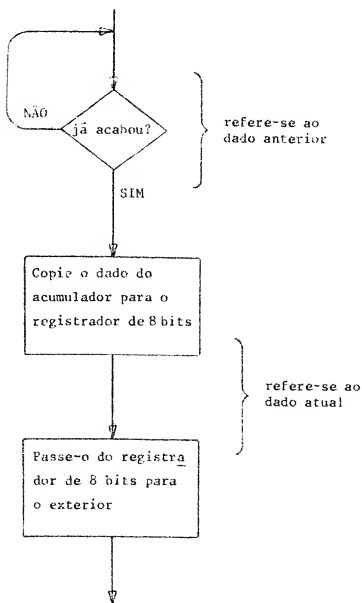 NÃO
já acabou?
refere-se ao
dado anterior
SIM
Copie o dado do
acumulador para o
registrador de 8 bits
refere-se ao
dado atual
Passe-o do registra
dor de 8 bits para
o exterior